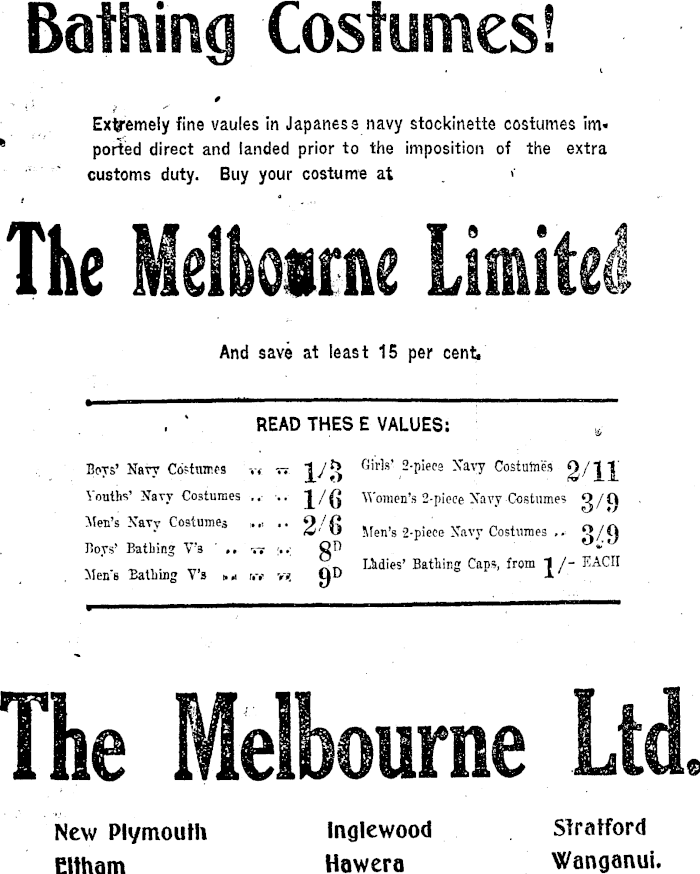 Bathing Costumes!
Extremely fine vaules in Japanese navy stockinette costumes im-
ported direct and landed prior to the imposition of the extra
customs duty. Buy your costume at
The Melbourne Limited
And save at least 15 per cent.
READ THES E VALUES:
Boys' Navy Costumes .. .. 1/3
Youths' Navy Costumes .. .. 1/6
Men's Navy Costumes .. .. 2/6
Boys' Bathing V's .. .. .. 8D
Men's Bathing V's .. .. .. 9D
Girls' 2-piece Navy Costumes 2/11
Women's 2-piece Navy Costumes 3/9
Men's 2-piece Navy Costumes .. 3/9
Ladies' Bathing Caps, from 1/- EACH
The Melbourne Ltd.
New Plymouth Inglewood Stratford
Eltham Hawera Wanganui.